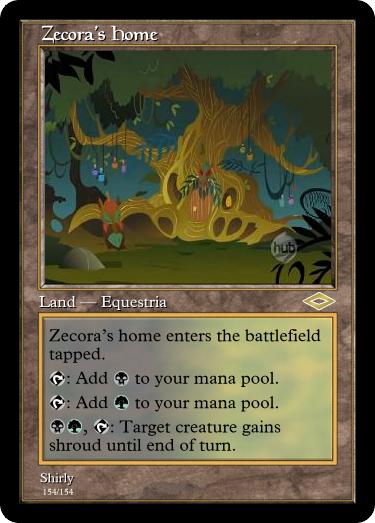 Zecora's home
hub
Land — Equestria
Zecora's home enters the battlefield
tapped.
: Add to your mana pool.
: Add to your mana pool.
, : Target creature gains
shroud until end of turn.
Shirly
154/154